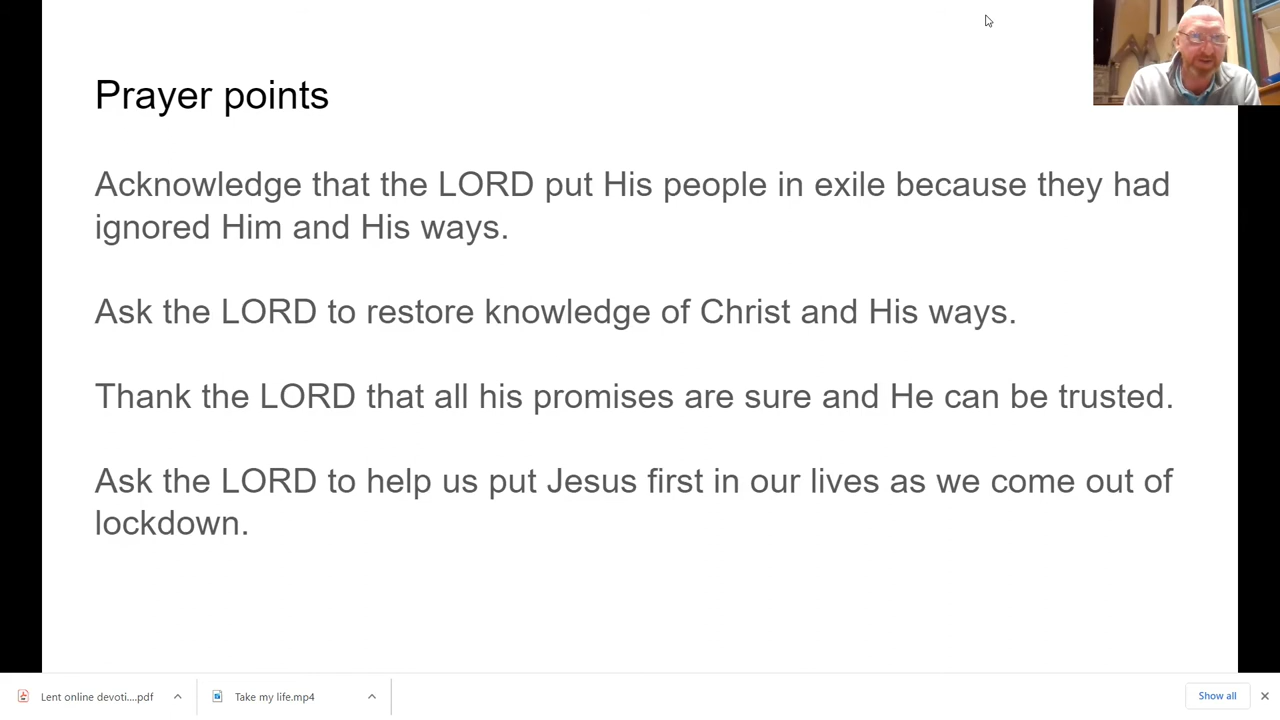 Prayer points
Acknowledge that the LORD put His people in exile because they had
ignored Him and His ways.
Ask the LORD to restore knowledge of Christ and His ways.
Thank the LORD that all his promises are sure and He can be trusted.
Ask the LORD to help us put Jesus first in our lives as we come out of
lockdown.
Lent online devoti....pdf
Take my life.mp4
Show all